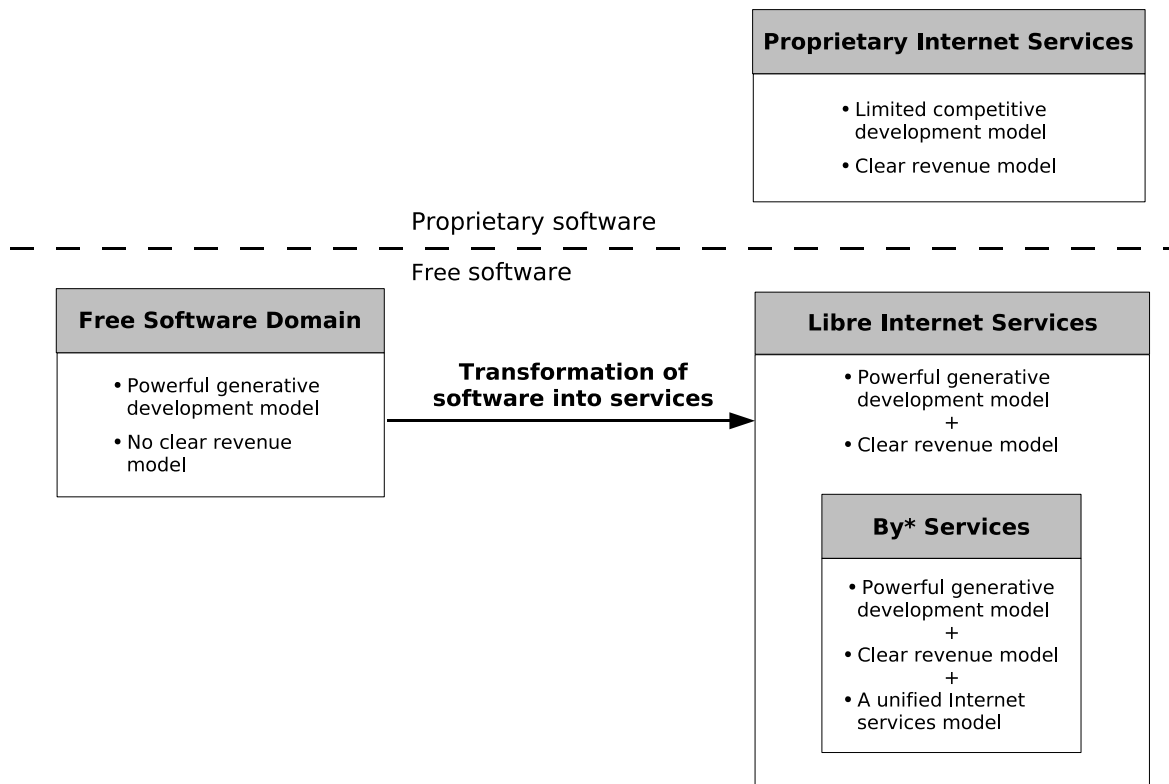 Proprietary Internet Services
• Limited competitive
development model
• Clear revenue model
Proprietary software
Free software
Free Software Domain
• Powerful generative
development model
• No clear revenue
model
Transformation of
software into services
Libre Internet Services
• Powerful generative
development model
+
• Clear revenue model
By* Services
• Powerful generative
development model
+
• Clear revenue model
+
• A unified Internet
services model